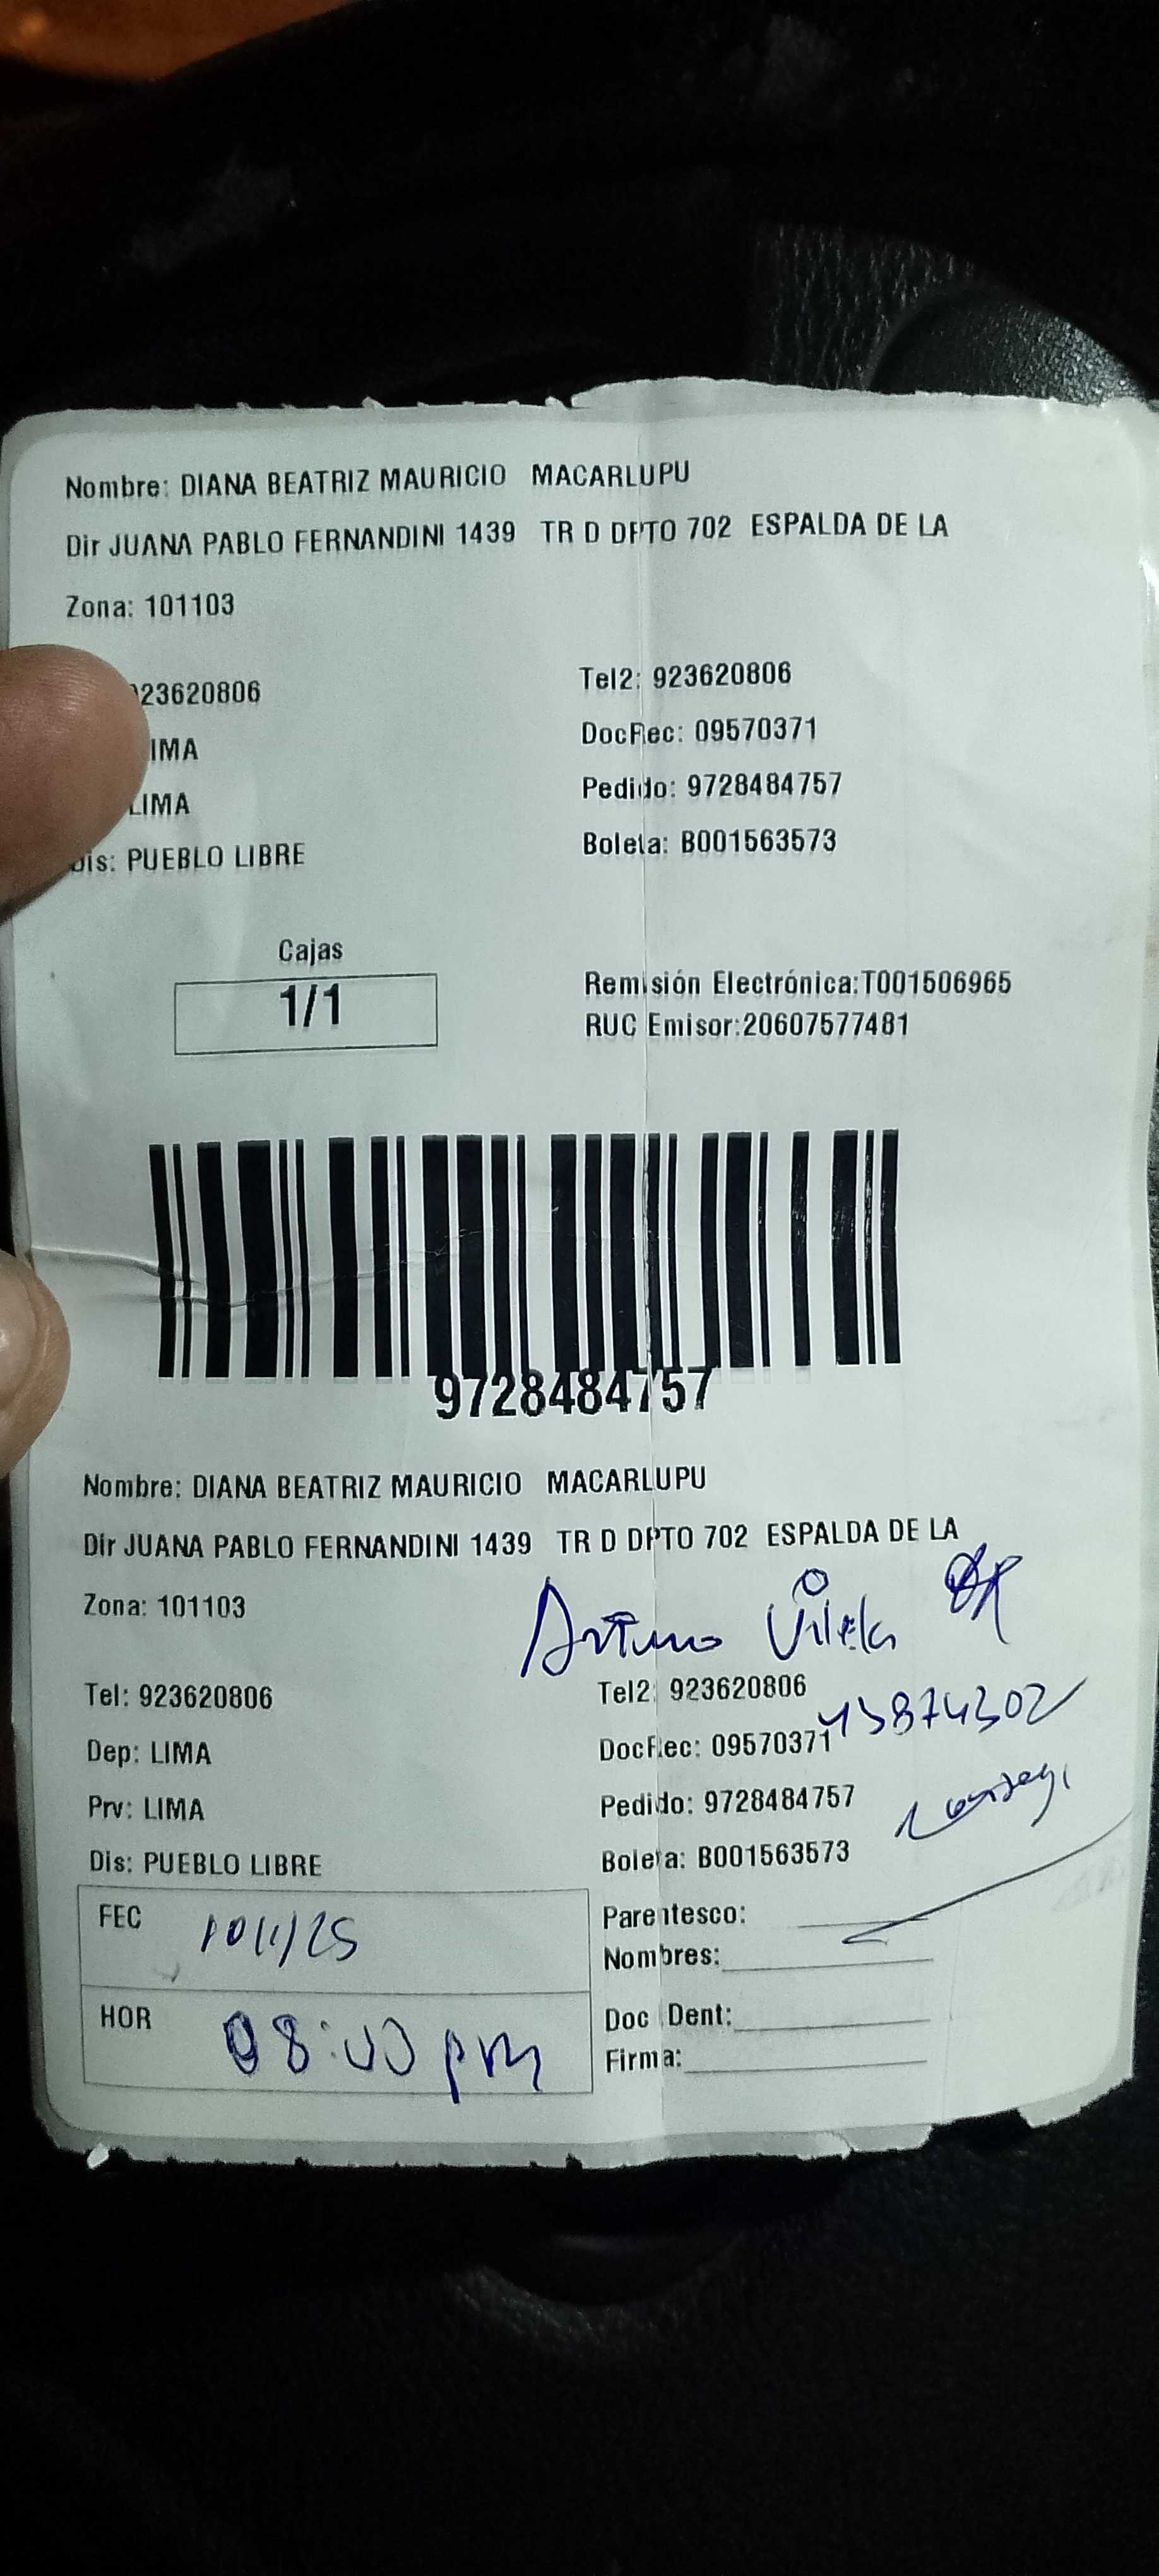 Nombre: DIANA BEATRIZ MAURICIO MACARLUPU
Dir JUANA PABLO FERNANDINI 1439 TR D DPTO 702 ESPALDA DE LA
Zona: 101103
23620806 Tel2: 923620806
IMA DocRec: 09570371
LIMA Pedido: 9728484757
Dis: PUEBLO LIBRE Boleta: B001563573
Cajas
1/1
Remisión Electrónica:T001506965
RUC Emisor:20607577481
9728484757
Nombre: DIANA BEATRIZ MAURICIO MACARLUPU
Dir JUANA PABLO FERNANDINI 1439 TR D DPTO 702 ESPALDA DE LA
Zona: 101103
Arturo Vilela
Tel: 923620806 Tel2: 923620806
43874302
Dep: LIMA DocRec: 09570371
Prv: LIMA Pedido: 9728484757
Dis: PUEBLO LIBRE Boleta: B001563573
FEC Parentesco:
Nombres:
HOR 08:00 pm Doc Dent:
Firma: